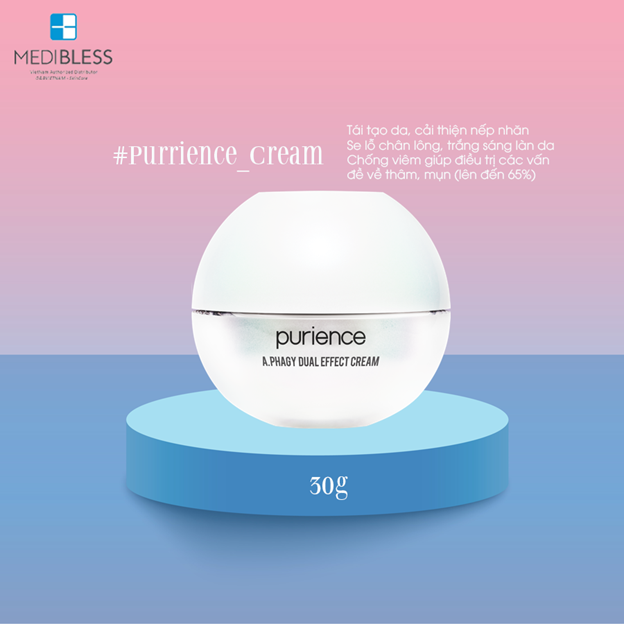 MEDIBLESS
#Purrience_Cream
Tái tạo da, cải thiện nếp nhăn
Se lỗ chân lông, trắng sáng làn da
Chống viêm giúp điều trị các vấn
đề về thâm, mụn (lên đến 65%)
purience
A.PHAGY DUAL EFFECT CREAM
30g